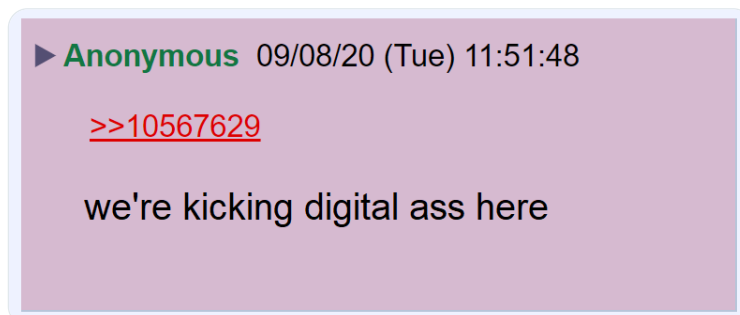 Anonymous 09/08/20 (Tue) 11:51:48
>>10567629
we're kicking digital ass here